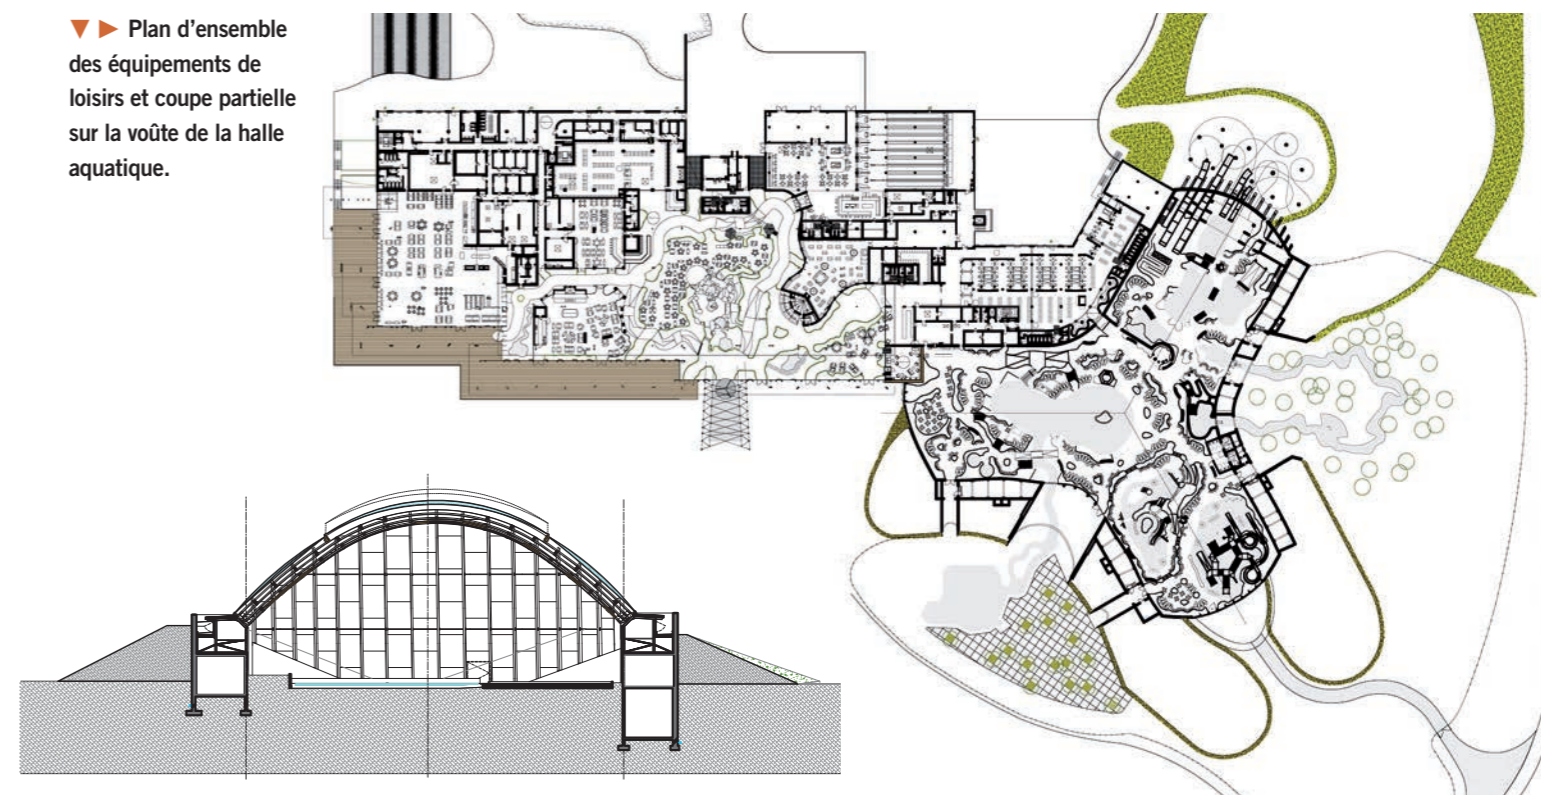 ▼ ► Plan d’ensemble
des équipements de
loisirs et coupe partielle
sur la voûte de la halle
aquatique.